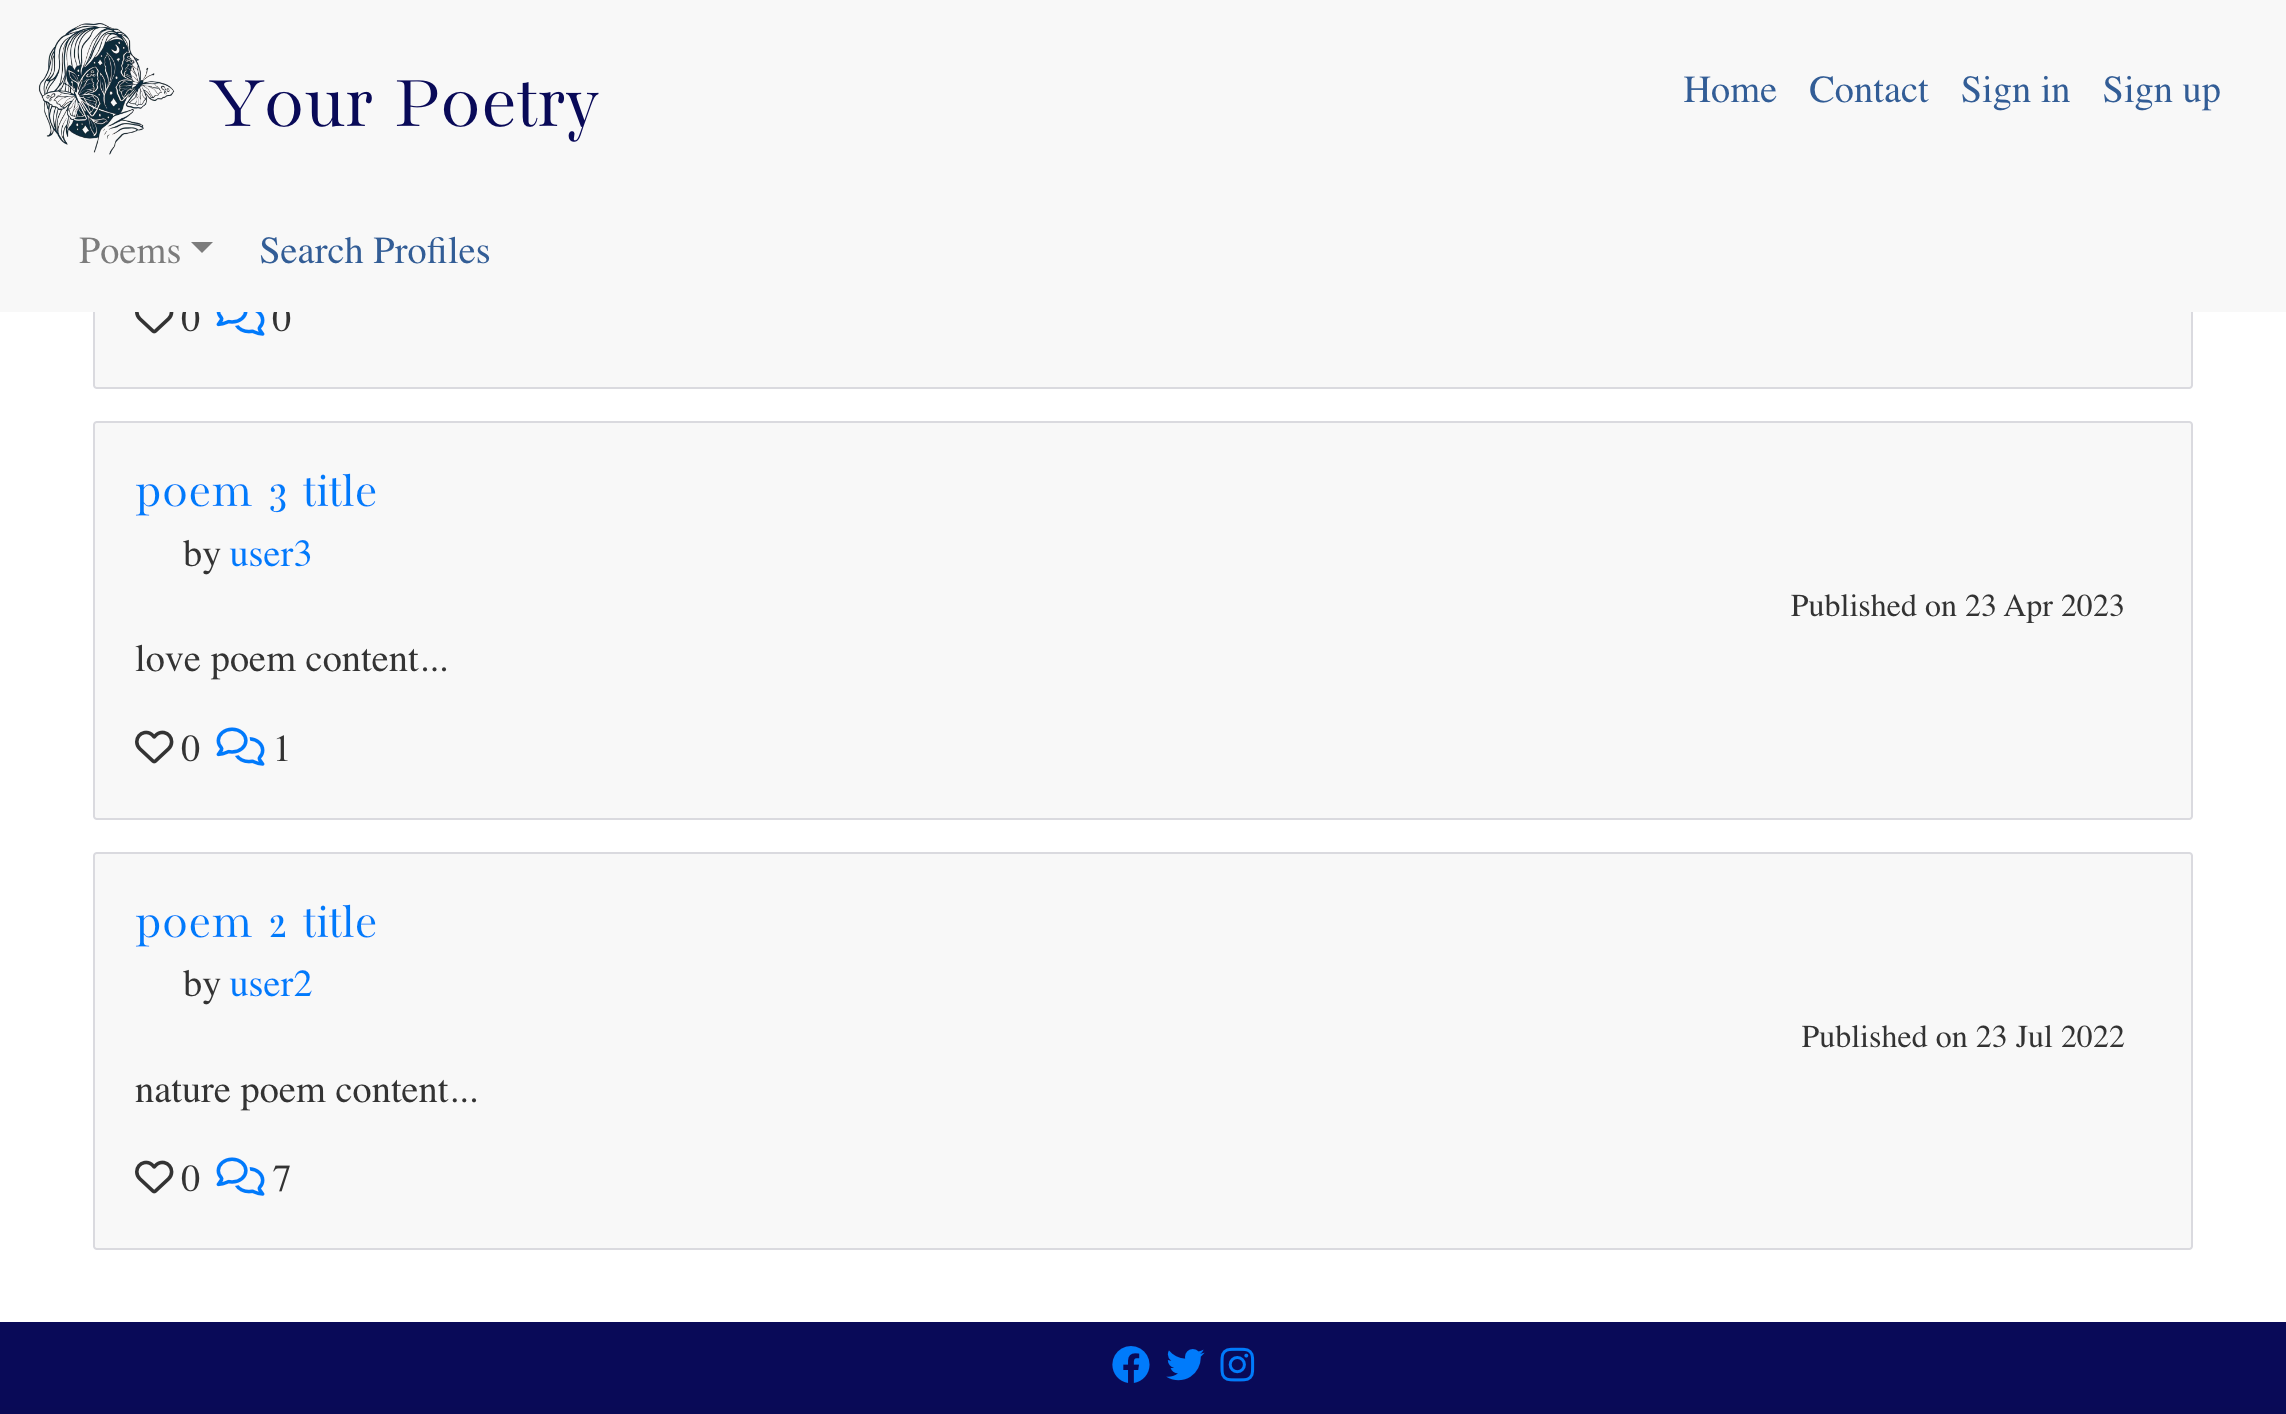 Your Poetry
Home Contact Sign in Sign up
Poems Search Profiles
0 0
poem 3 title
by user3
Published on 23 Apr 2023
love poem content...
0 1
poem 2 title
by user2
Published on 23 Jul 2022
nature poem content...
0 7